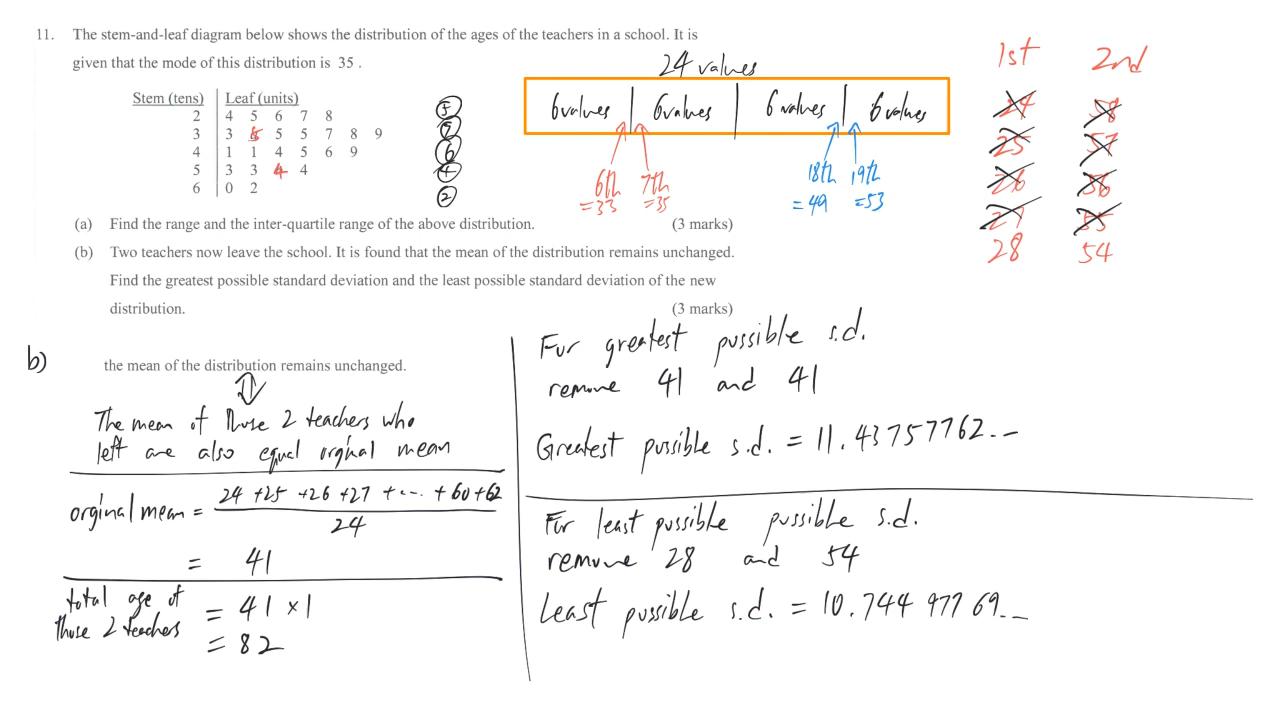 11. The stem-and-leaf diagram below shows the distribution of the ages of the teachers in a school. It is
given that the mode of this distribution is 35 .
Stem (tens) Leaf (units)
2 4 5 6 7 8
3 3 5 5 5 7 8 9
4 1 1 4 5 6 9
5 3 3 4 4
6 0 2
5
7
6
4
2
24 values
6 values 6 values 6 values 6 values
6th 7th 18th 19th
=33 =35 = 49 =53
1st 2nd
24 58
25 57
26 56
27 55
28 54
(a) Find the range and the inter-quartile range of the above distribution. (3 marks)
(b) Two teachers now leave the school. It is found that the mean of the distribution remains unchanged.
Find the greatest possible standard deviation and the least possible standard deviation of the new
distribution. (3 marks)
b) the mean of the distribution remains unchanged.
The mean of those 2 teachers who
left are also equal orginal mean
orginal mean = 24 +25 +26 +27 +... +60+62
24
= 41
total age of
those 2 teachers
= 41 ×1
= 82
For greatest possible s.d.
remove 41 and 41
Greatest possible s.d. = 11.43757762...
For least possible possible s.d.
remove 28 and 54
Least possible s.d. = 10.74497769...